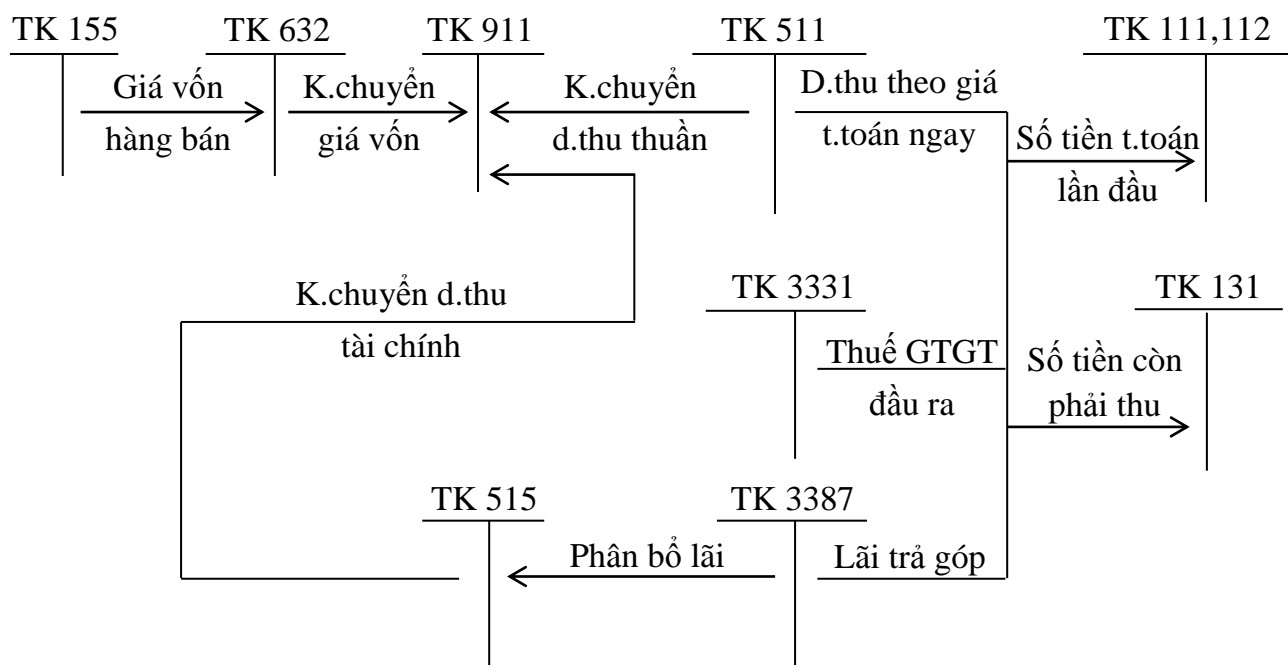 TK 155
TK 632
TK 911
TK 511
TK 111,112
Giá vốn
hàng bán
K.chuyển
giá vốn
K.chuyển
d.thu thuần
D.thu theo giá
t.toán ngay
Số tiền t.toán
lần đầu
K.chuyển d.thu
tài chính
TK 3331
TK 131
Thuế GTGT
đầu ra
Số tiền còn
phải thu
TK 515
TK 3387
Phân bổ lãi
Lãi trả góp